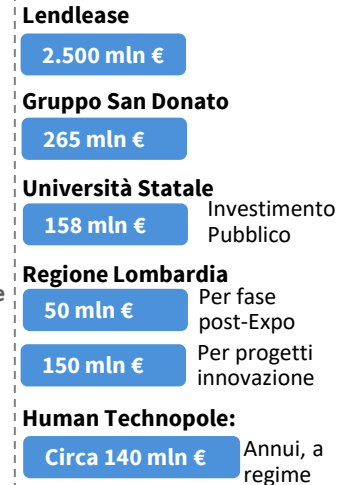 Lendlease
2.500 mln €
Gruppo San Donato
265 mln €
Università Statale
158 mln €
Investimento
Pubblico
Regione Lombardia
50 mln €
Per fase
post-Expo
150 mln €
Per progetti
innovazione
Human Technopole:
Circa 140 mln €
Annui, a
regime